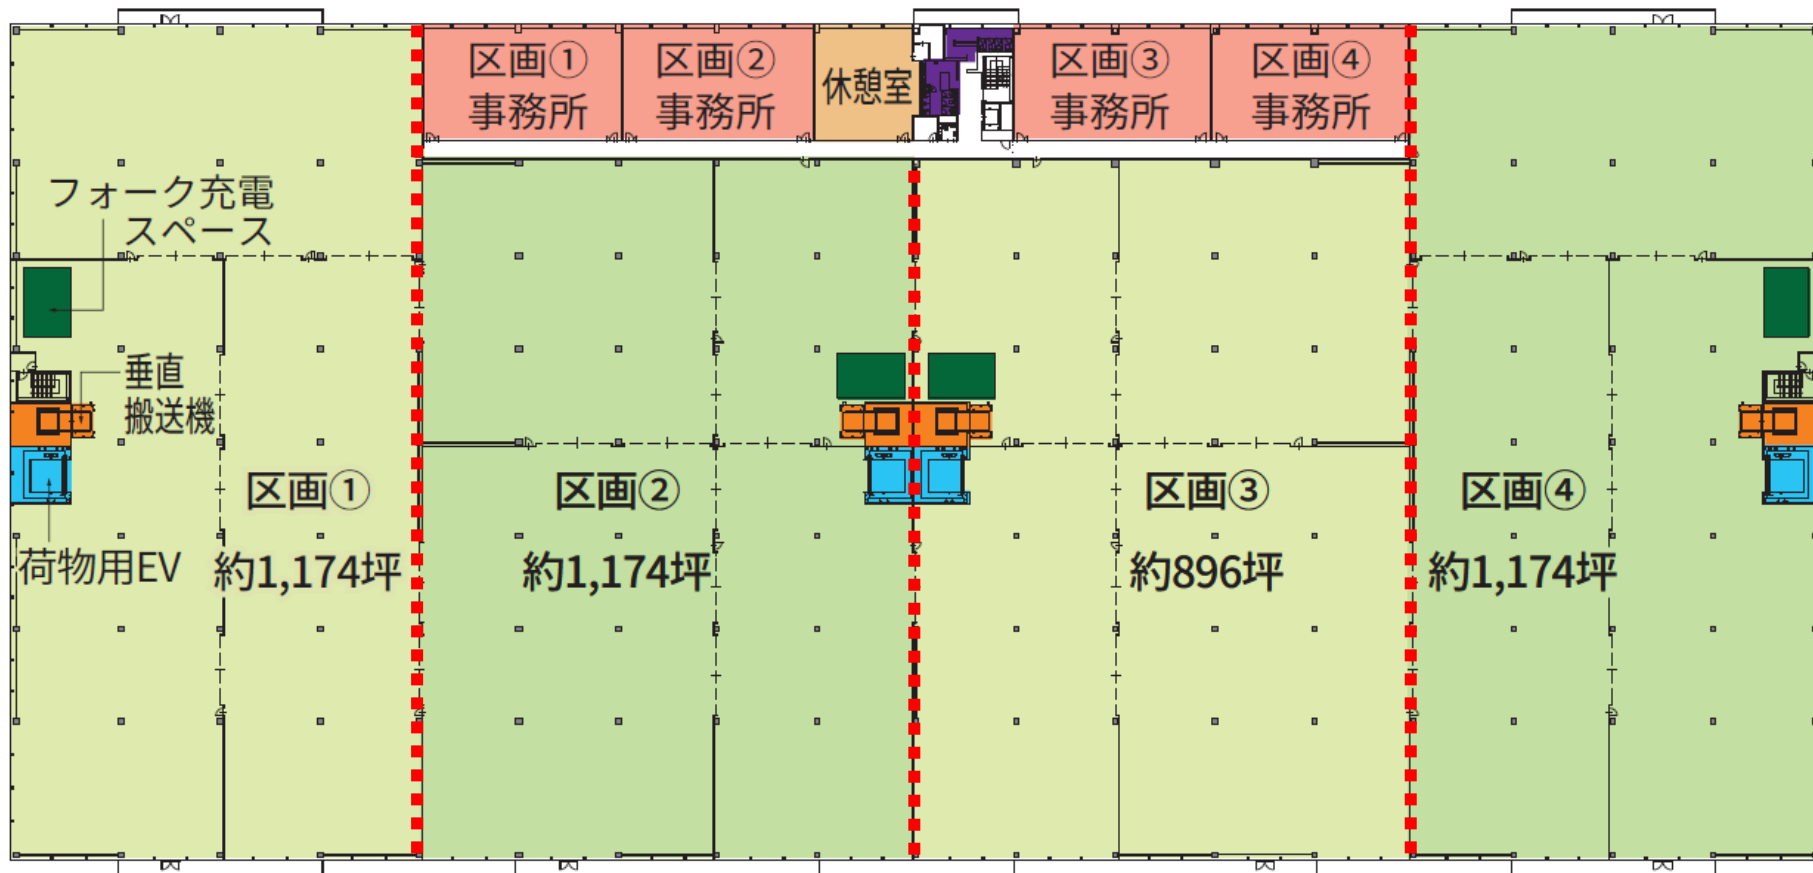 区画①
事務所
区画②
事務所
休憩室
区画③
事務所
区画④
事務所
フォーク充電
スペース
垂直
搬送機
荷物用EV
区画①
約1,174坪
区画②
約1,174坪
区画③
約896坪
区画④
約1,174坪